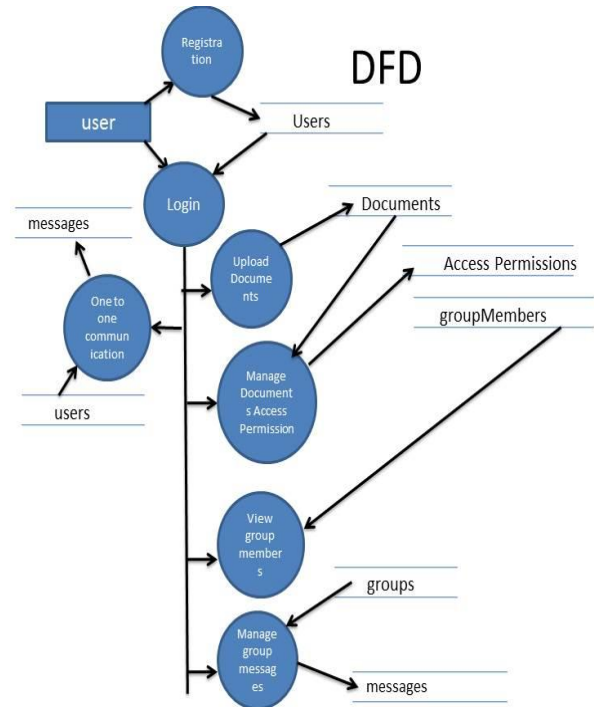 Registra
tion
DFD
user
Users
Login
messages
Documents
Upload
Docume
nts
Access Permissions
One to
one
commun
ication
groupMembers
users
Manage
Document
s Access
Permission
View
group
member
s
groups
Manage
group
messag
es
messages